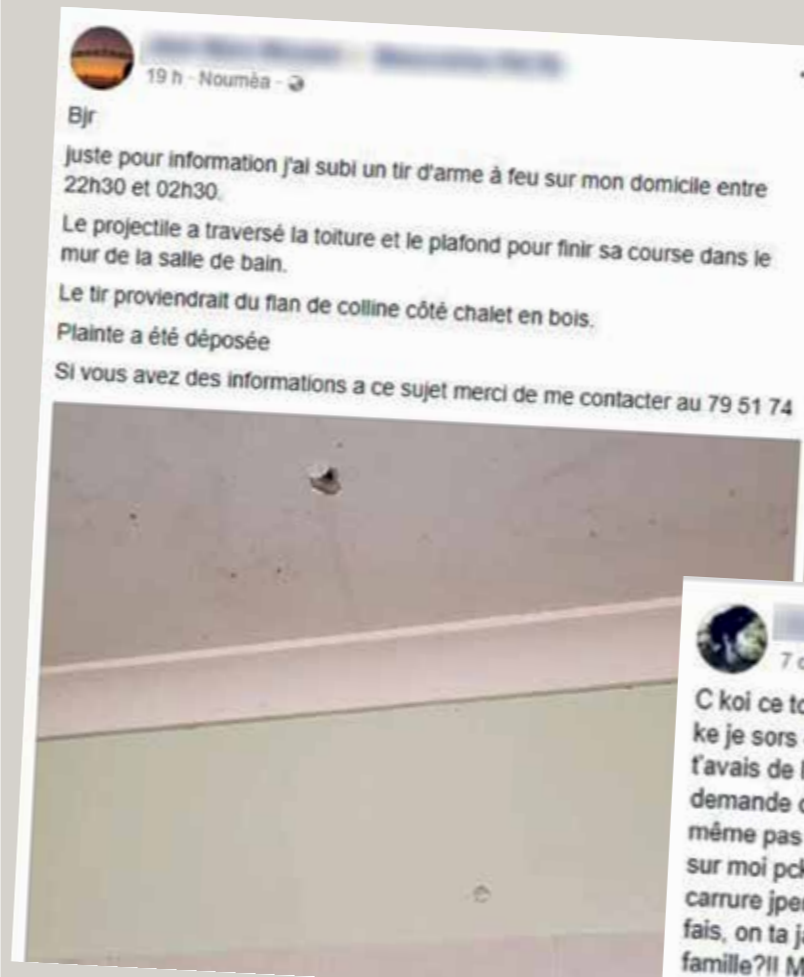 19 h - Nouméa -
Bjr
juste pour information j'ai subi un tir d'arme à feu sur mon domicile entre
22h30 et 02h30.
Le projectile a traversé la toiture et le plafond pour finir sa course dans le
mur de la salle de bain.
Le tir proviendrait du flan de colline côté chalet en bois.
Plainte a été déposée
Si vous avez des informations a ce sujet merci de me contacter au 79 51 74
C koi ce
ke je sors
t'avais de
demande
même pas
sur moi
carrure
fais, on ta
famille?!!